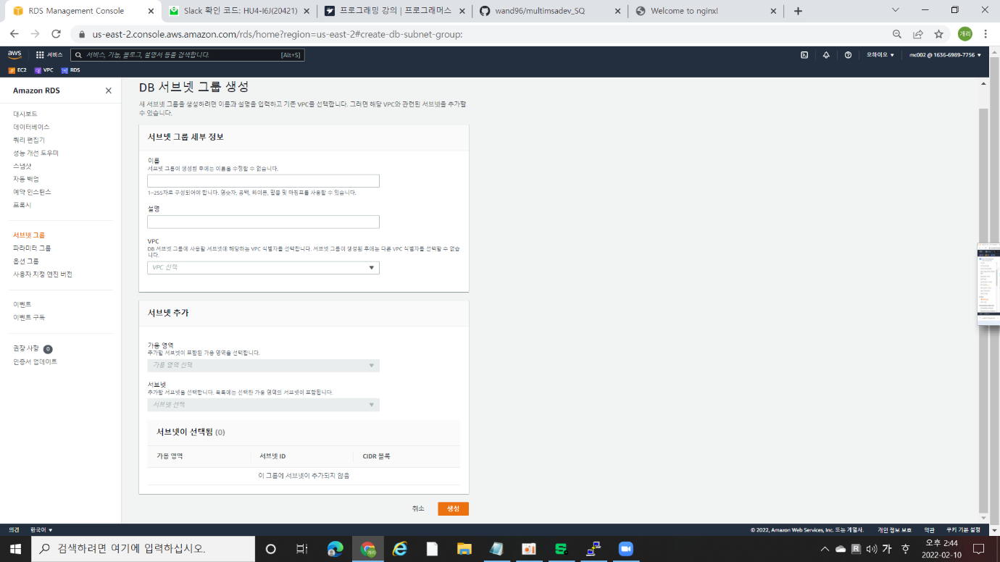 RDS Management Console
Slack 확인 코드: HU4-I6J(20421)
프로그래밍 강의 | 프로그래머스
wand96/multimsadev_SQ
Welcome to nginx!
us-east-2.console.aws.amazon.com/rds/home?region=us-east-2#create-db-subnet-group:
개리
aws
서비스
서비스, 기능, 블로그, 설명서 등을 검색합니다.
[Alt+S]
오하이오 ▼
mc002 @ 1636-6989-7756 ▼
EC2
VPC
RDS
Amazon RDS
대시보드
데이터베이스
쿼리 편집기
성능 개선 도우미
스냅샷
자동 백업
예약 인스턴스
프록시
서브넷 그룹
파라미터 그룹
옵션 그룹
사용자 지정 엔진 버전
이벤트
이벤트 구독
권장 사항 0
인증서 업데이트
DB 서브넷 그룹 생성
새 서브넷 그룹을 생성하려면 이름과 설명을 입력하고 기존 VPC를 선택합니다. 그러면 해당 VPC와 관련된 서브넷을 추가할
수 있습니다.
서브넷 그룹 세부 정보
이름
서브넷 그룹이 생성된 후에는 이름을 수정할 수 없습니다.
1~255자로 구성되어야 합니다. 영숫자, 공백, 하이픈, 밑줄 및 마침표를 사용할 수 있습니다.
설명
VPC
DB 서브넷 그룹에 사용할 서브넷에 해당하는 VPC 식별자를 선택합니다. 서브넷 그룹이 생성된 후에는 다른 VPC 식별자를 선택할 수 없습
니다.
VPC 선택
서브넷 추가
가용 영역
추가할 서브넷이 포함된 가용 영역을 선택합니다.
가용 영역 선택
서브넷
추가할 서브넷을 선택합니다. 목록에는 선택한 가용 영역의 서브넷이 포함됩니다.
서브넷 선택
서브넷이 선택됨 (0)
가용 영역
서브넷 ID
CIDR 블록
이 그룹에 서브넷이 추가되지 않음
취소
생성
의견
한국어 ▼
© 2022, Amazon Web Services, Inc. 또는 계열사.
개인 정보 보호
약관
쿠키 기본 설정
검색하려면 여기에 입력하십시오.
가
오후 2:44
2022-02-10